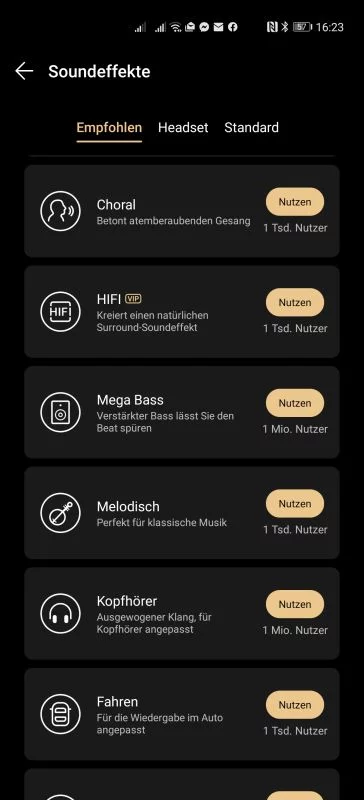 57 16:23
Soundeffekte
Empfohlen Headset Standard
Choral
Betont atemberaubenden Gesang
Nutzen
1 Tsd. Nutzer
HIFI
HIFI VIP
Kreiert einen natürlichen
Surround-Soundeffekt
Nutzen
1 Tsd. Nutzer
Mega Bass
Verstärkter Bass lässt Sie den
Beat spüren
Nutzen
1 Mio. Nutzer
Melodisch
Perfekt für klassische Musik
Nutzen
1 Tsd. Nutzer
Kopfhörer
Ausgewogener Klang, für
Kopfhörer angepasst
Nutzen
1 Mio. Nutzer
Fahren
Für die Wiedergabe im Auto
angepasst
Nutzen
1 Tsd. Nutzer